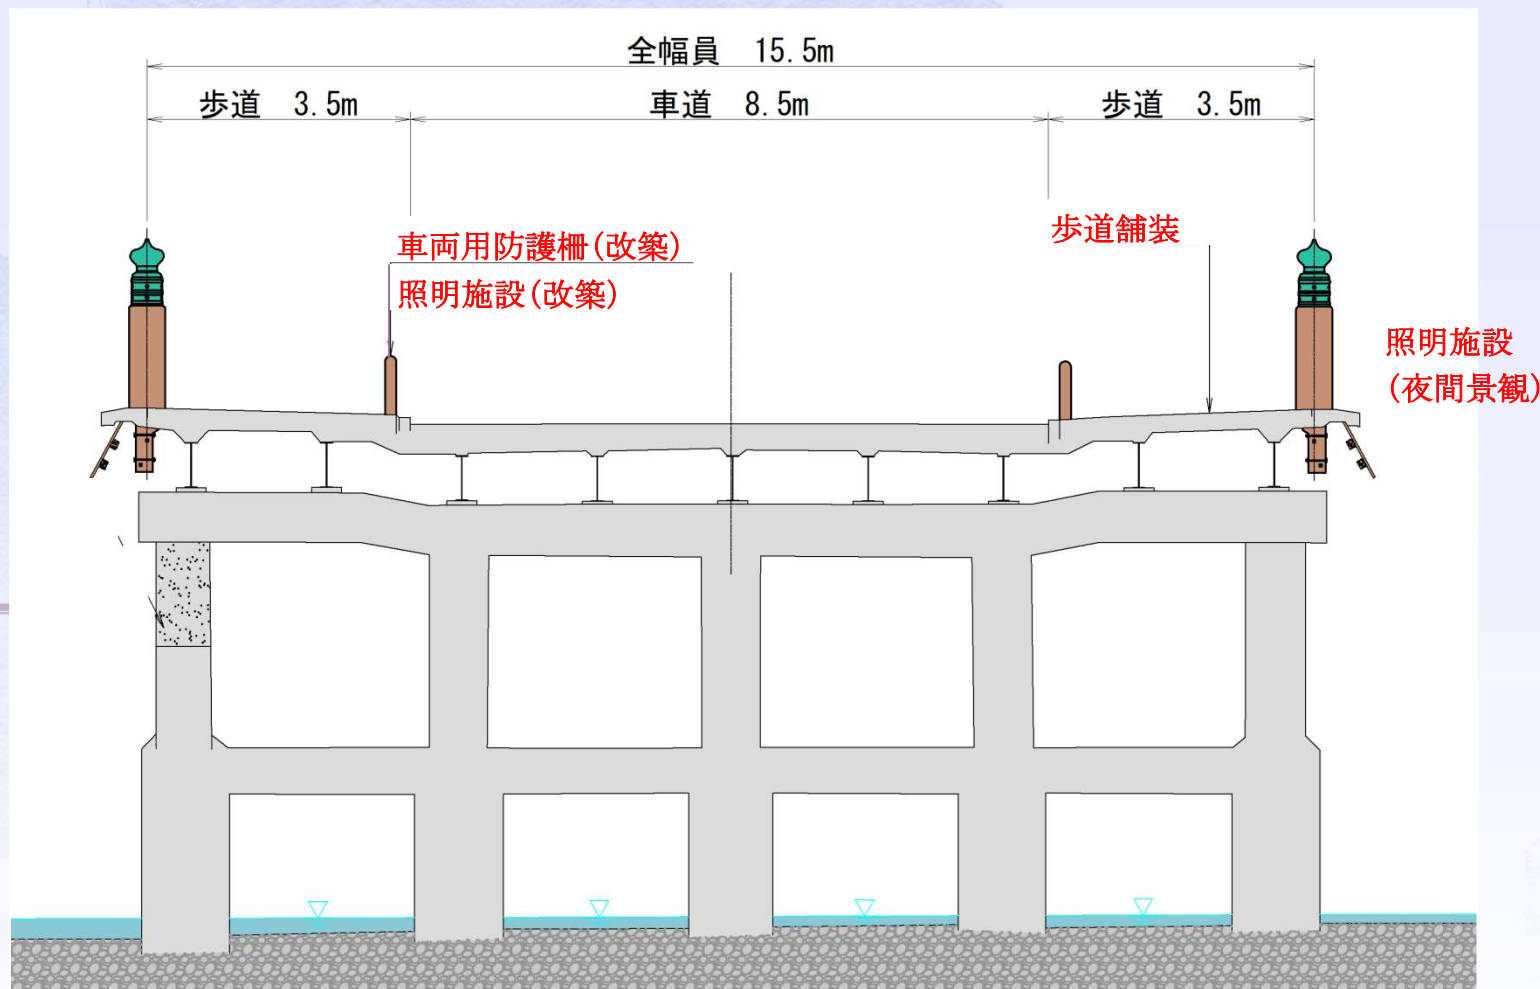 全幅員 15.5m
歩道 3.5m
車道 8.5m
歩道 3.5m
車両用防護柵(改築)
照明施設(改築)
歩道舗装
照明施設
(夜間景観)